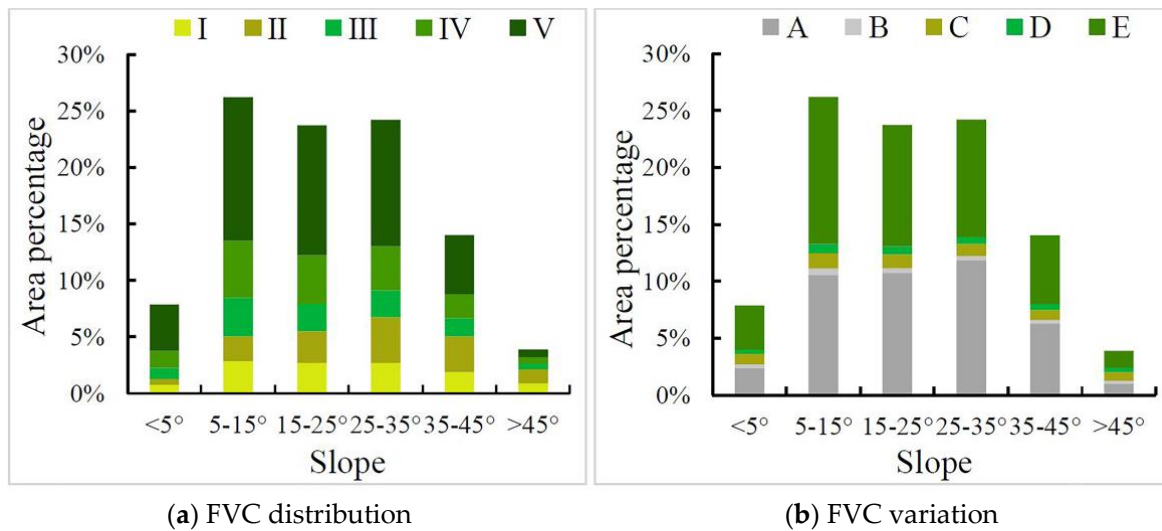 I II III IV V
30%
25%
20%
15%
10%
5%
0%
Area percentage
<5° 5-15° 15-25° 25-35° 35-45° >45°
Slope
(a) FVC distribution
A B C D E
30%
25%
20%
15%
10%
5%
0%
Area percentage
<5° 5-15° 15-25° 25-35° 35-45° >45°
Slope
(b) FVC variation